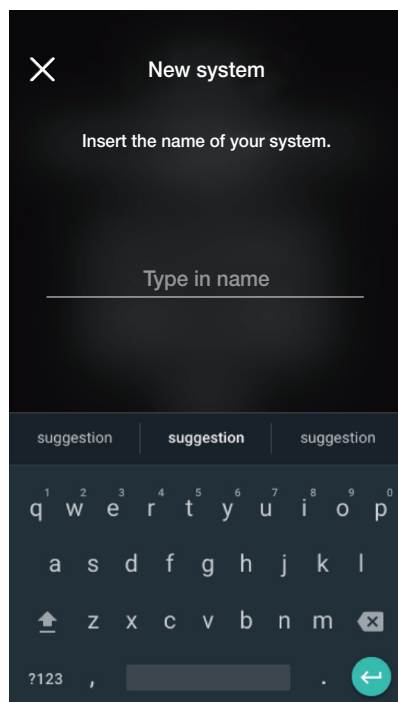 New system
Insert the name of your system.
Type in name
suggestion suggestion suggestion
1 2 3 4 5 6 7 8 9 0
q w e r t y u i o p
a s d f g h j k l
z x c v b n m
?123 , .